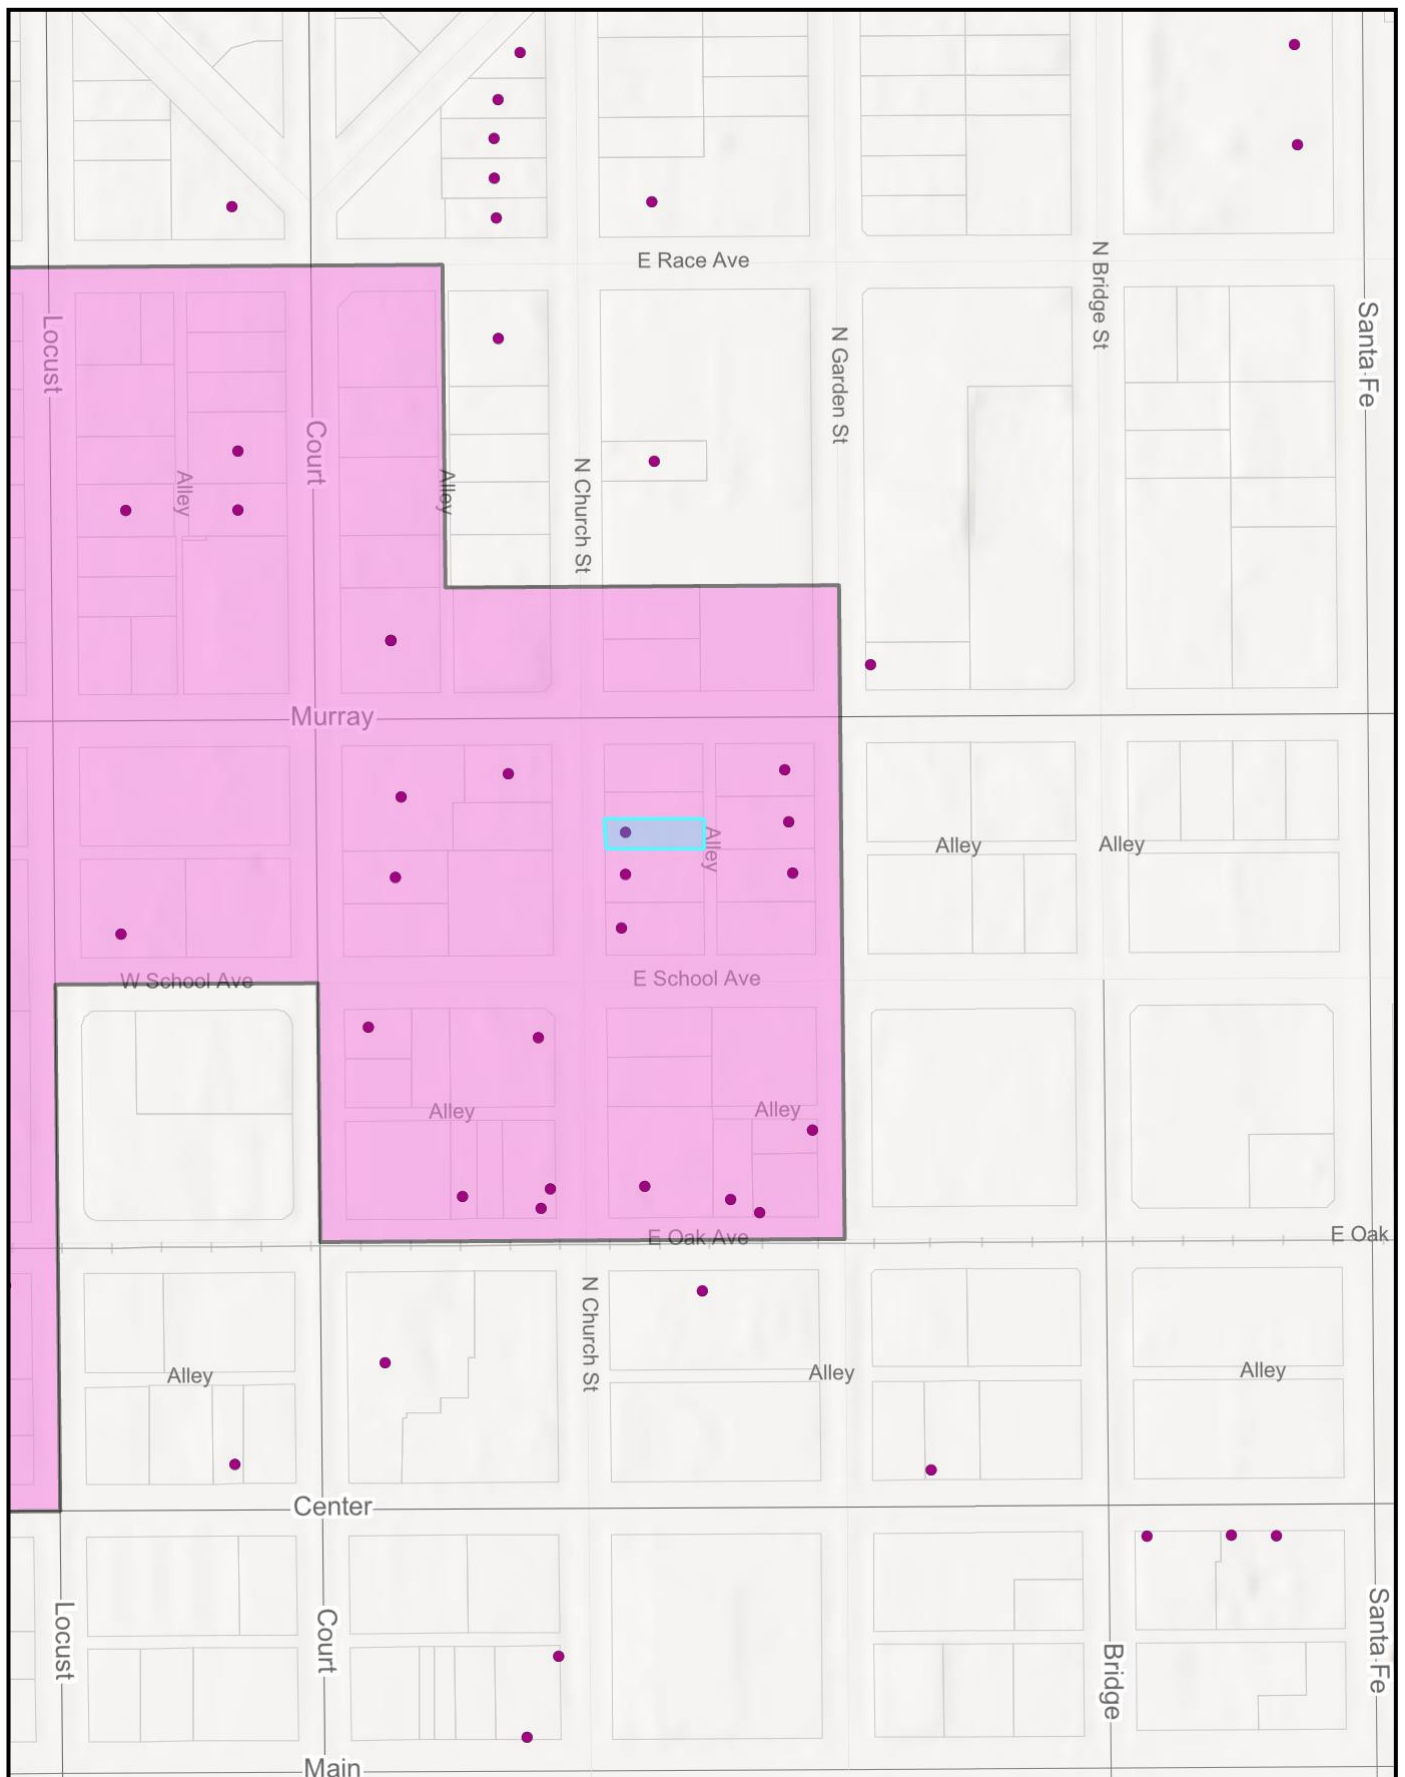 E Race Ave
N Bridge St
Locust
N Garden St
Santa Fe
Court
Alley
Alley
N Church St
Murray
Alley
Alley
Alley
W School Ave
E School Ave
Alley
Alley
E Oak Ave
E Oak
N Church St
Alley
Alley
Alley
Center
Locust
Court
Bridge
Santa Fe
Main